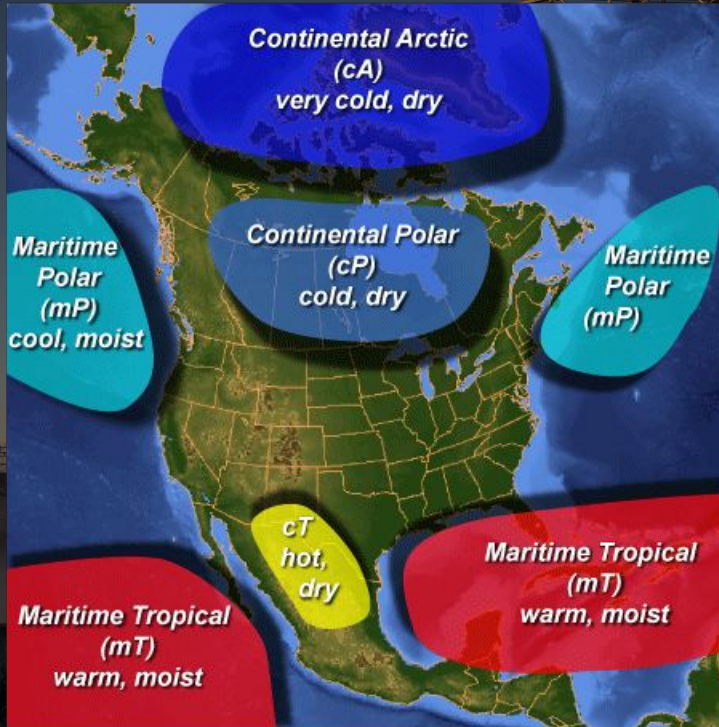 Continental Arctic
(cA)
very cold, dry
Continental Polar
(cP)
cold, dry
Maritime
Polar
(mP)
cool, moist
Maritime
Polar
(mP)
cT
hot,
dry
Maritime Tropical
(mT)
warm, moist
Maritime Tropical
(mT)
warm, moist